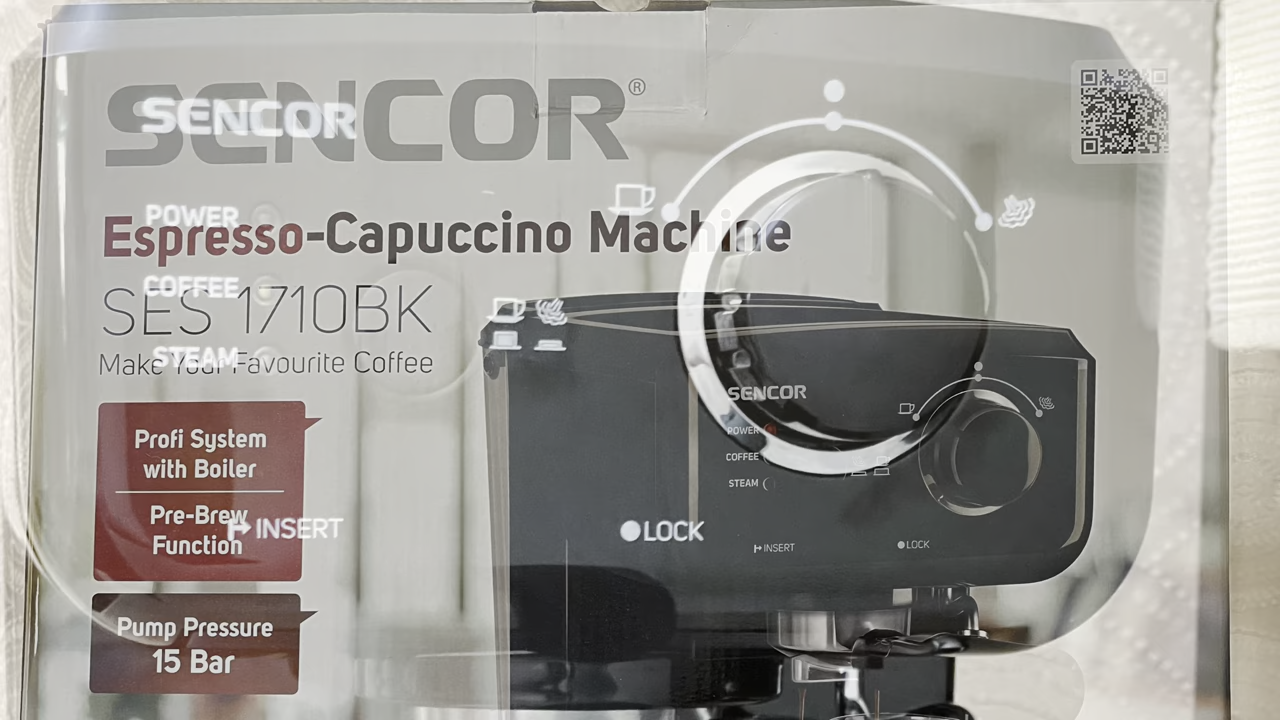 SENCOR®
SENCOR
Espresso-Capuccino Machine
POWER
SES 1710BK
COFFEE
Make Your Favourite Coffee
STEAM
Profi System
with Boiler
Pre-Brew
Function
INSERT
LOCK
Pump Pressure
15 Bar
SENCOR
POWER
COFFEE
STEAM
INSERT
LOCK